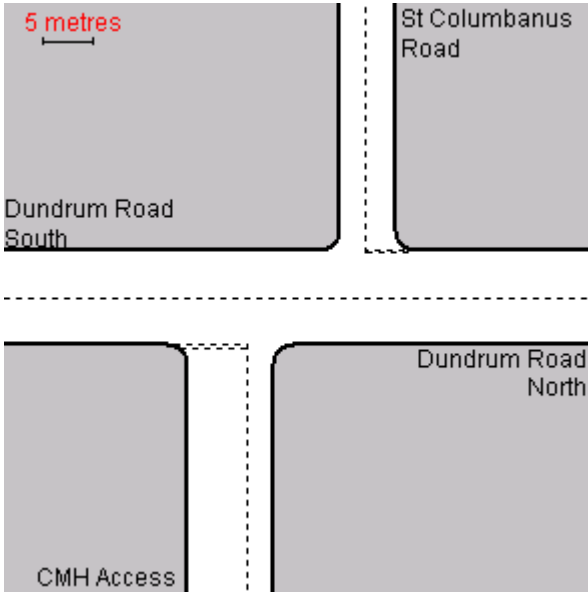 5 metres
St Columbanus
Road
Dundrum Road
South
Dundrum Road
North
CMH Access